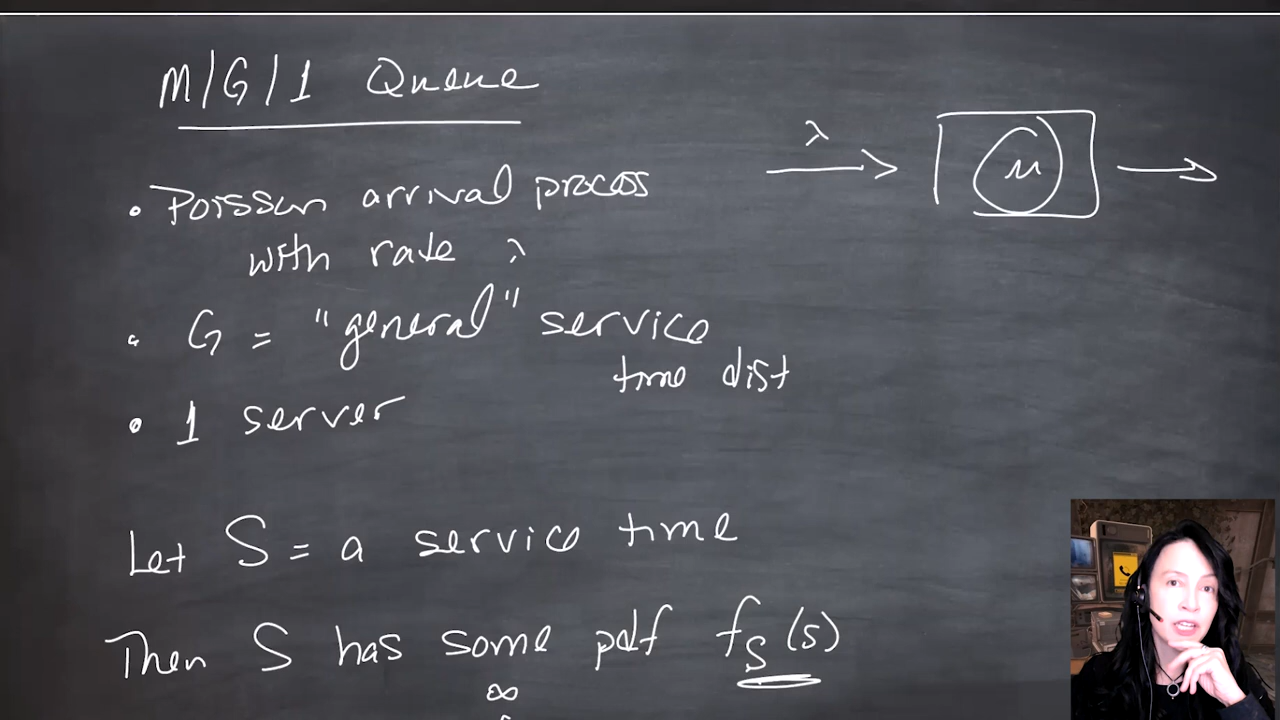 M/G/1 Queue
λ
μ
• Poisson arrival process
with rate λ
• G = "general" service
time dist
• 1 server
Let S = a service time
Then S has some pdf f_S(s)
∞